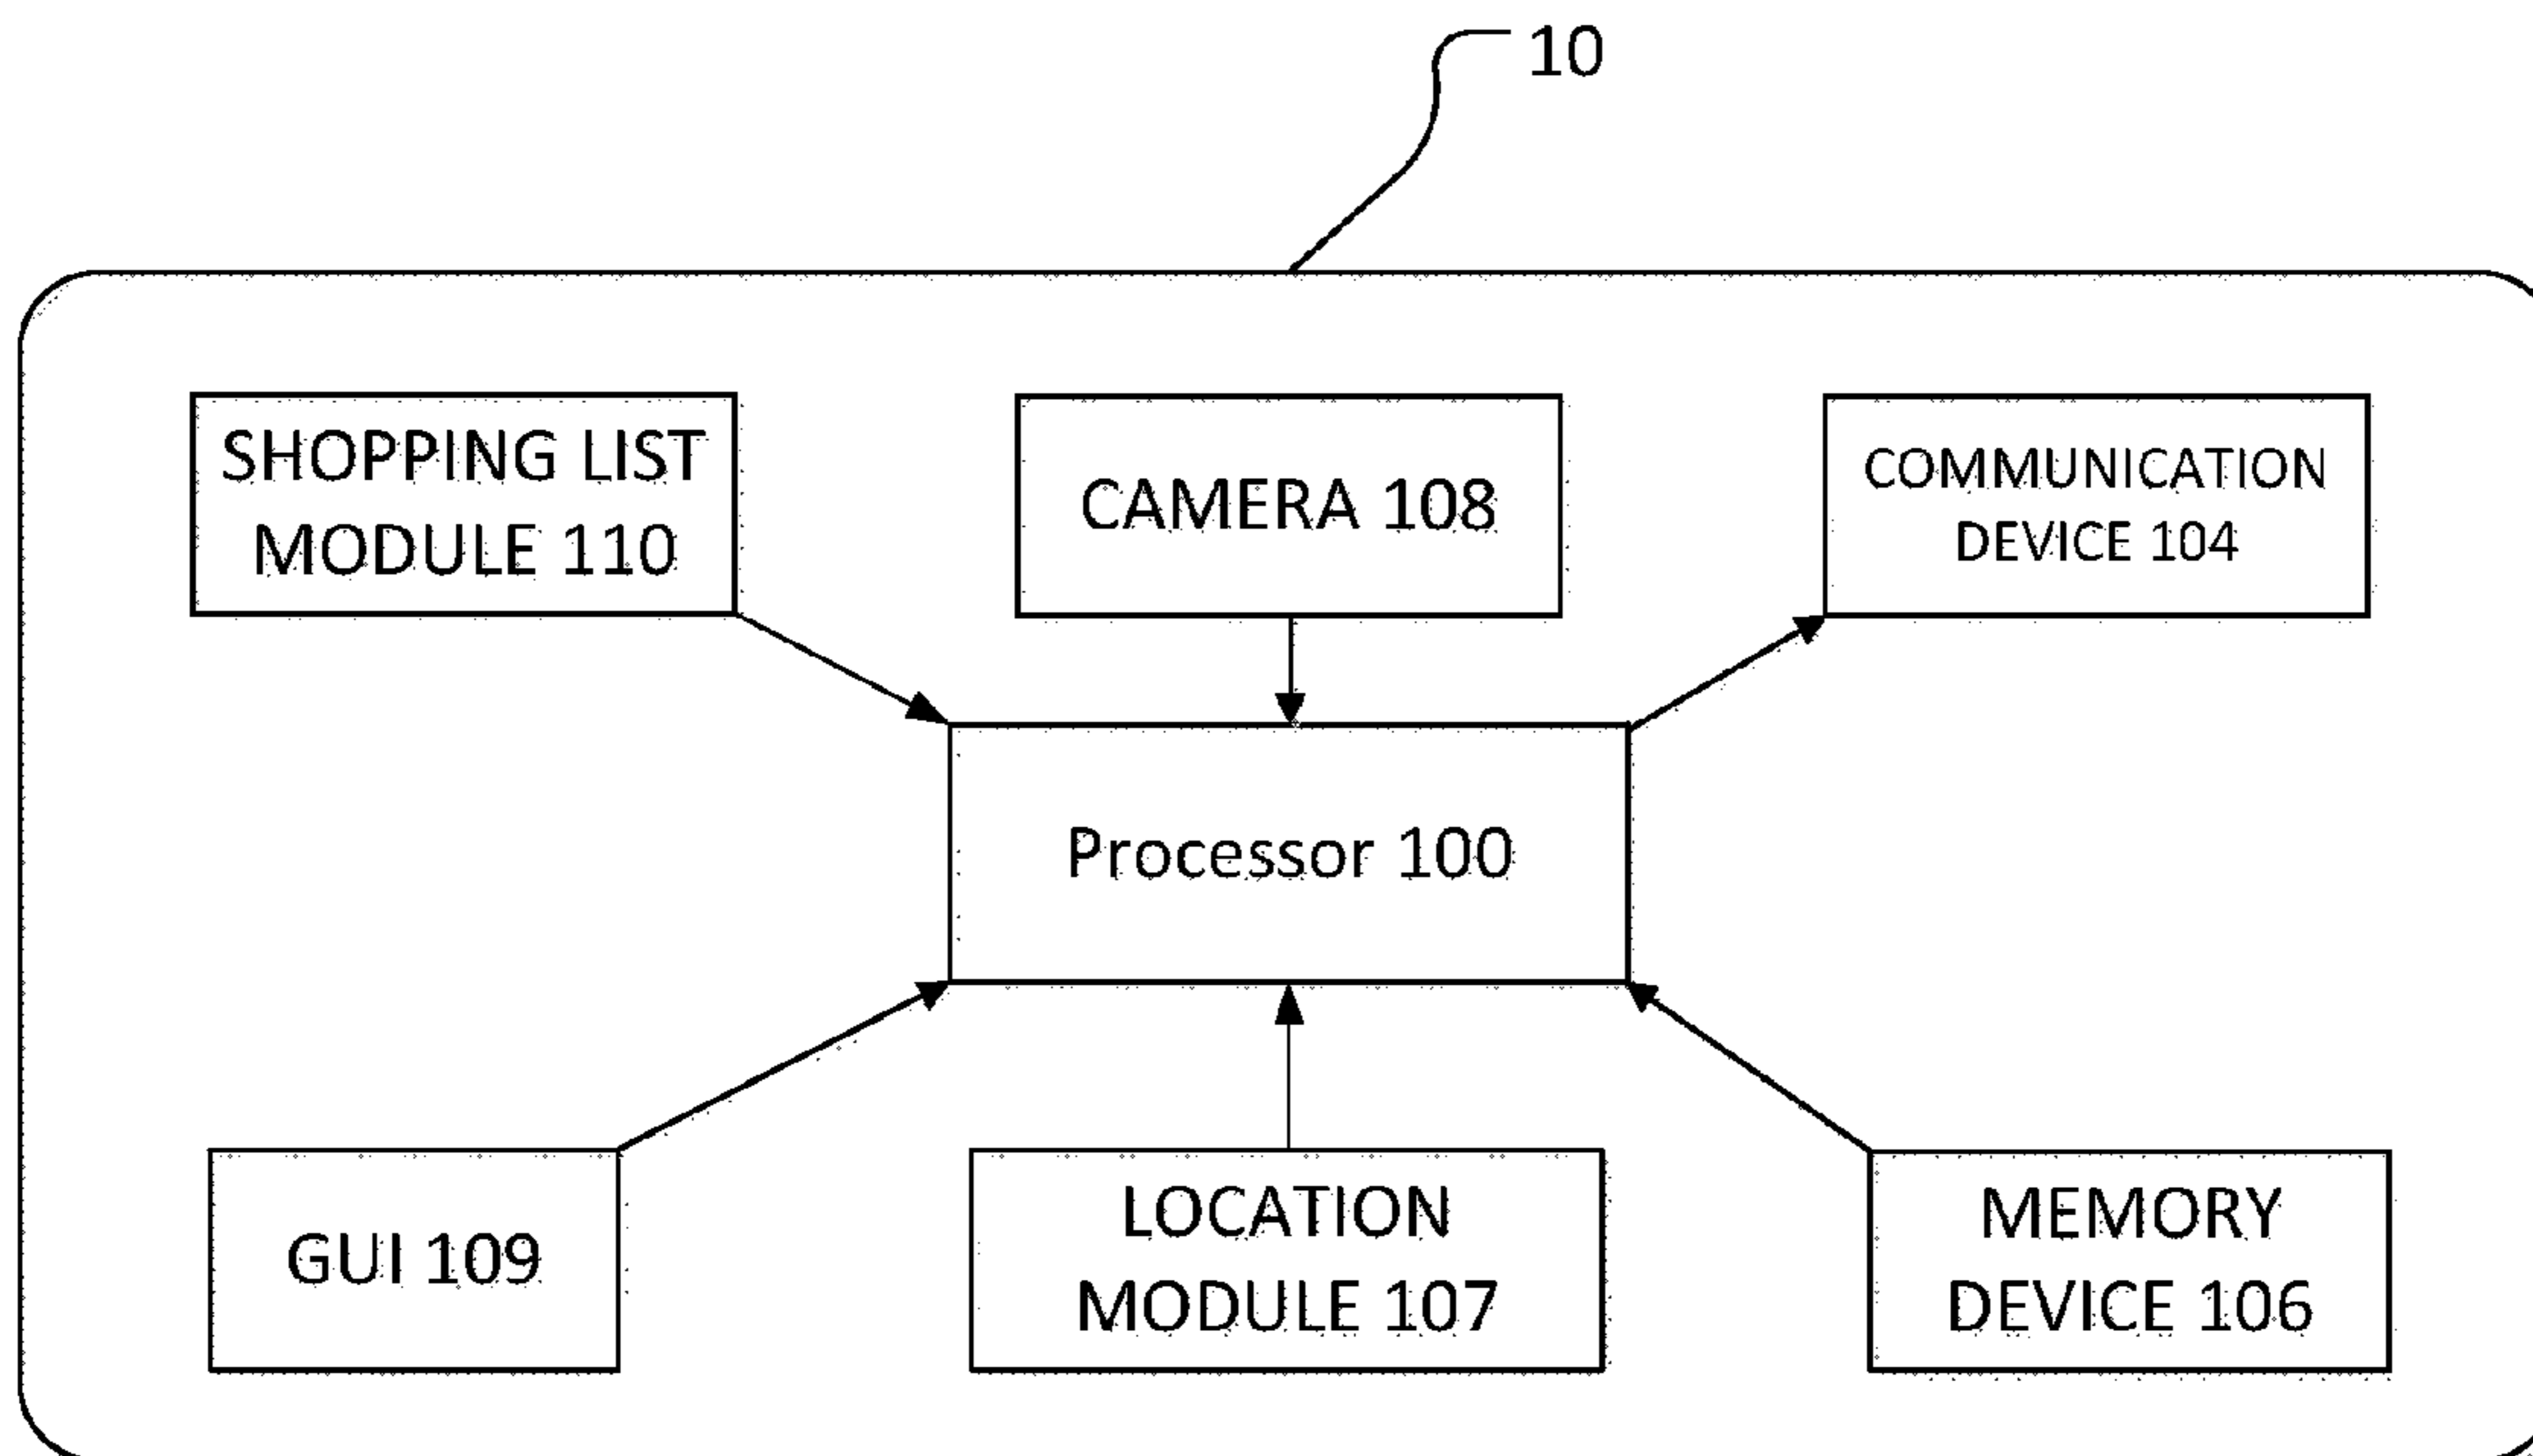 10
SHOPPING LIST
MODULE 110
CAMERA 108
COMMUNICATION
DEVICE 104
Processor 100
GUI 109
LOCATION
MODULE 107
MEMORY
DEVICE 106